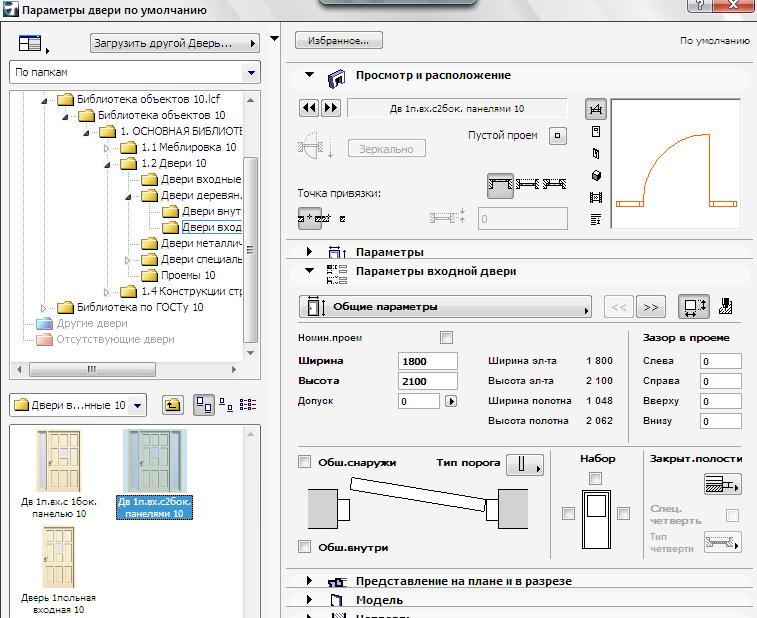 Параметры двери по умолчанию
?
Загрузить другой Дверь...
По папкам
Библиотека объектов 10.lcf
Библиотека объектов 10
1. ОСНАВНАЯ БИБЛИОТЕ
1.1 Меблировка 10
1.2 Двери 10
Двери входные
Двери деревян.
Двери внут
Двери вход
Двери металлич
Двери специаль
Проемы 10
1.4 Конструкции стр
Библиотека по ГОСТу 10
Другие двери
Отсутствующие двери
Двери в...нные 10
Дв 1п.вх.с 1бок.
панелью 10
Дв 1п.вх.с2бок.
панелями 10
Дверь 1польная
входная 10
Избранное...
По умолчанию
Просмотр и расположение
Дв 1п.вх.с2бок. панелями 10
Пустой проем
Зеркально
Точка привязки:
0
Параметры
Параметры входной двери
Общие параметры
<<
>>
Номин.проем
Зазор в проеме
Ширина 1800 Ширина эл-та 1 800 Слева 0
Высота 2100 Высота эл-та 2 100 Справа 0
Допуск 0 Ширина полотна 1 048 Вверху 0
Высота полотна 2 062 Внизу 0
Обш.снаружи
Тип порога
Набор
Закрыт.полости
Спец.
четверть
Тип
четверти
Обш.внутри
Представление на плане и в разрезе
Модель